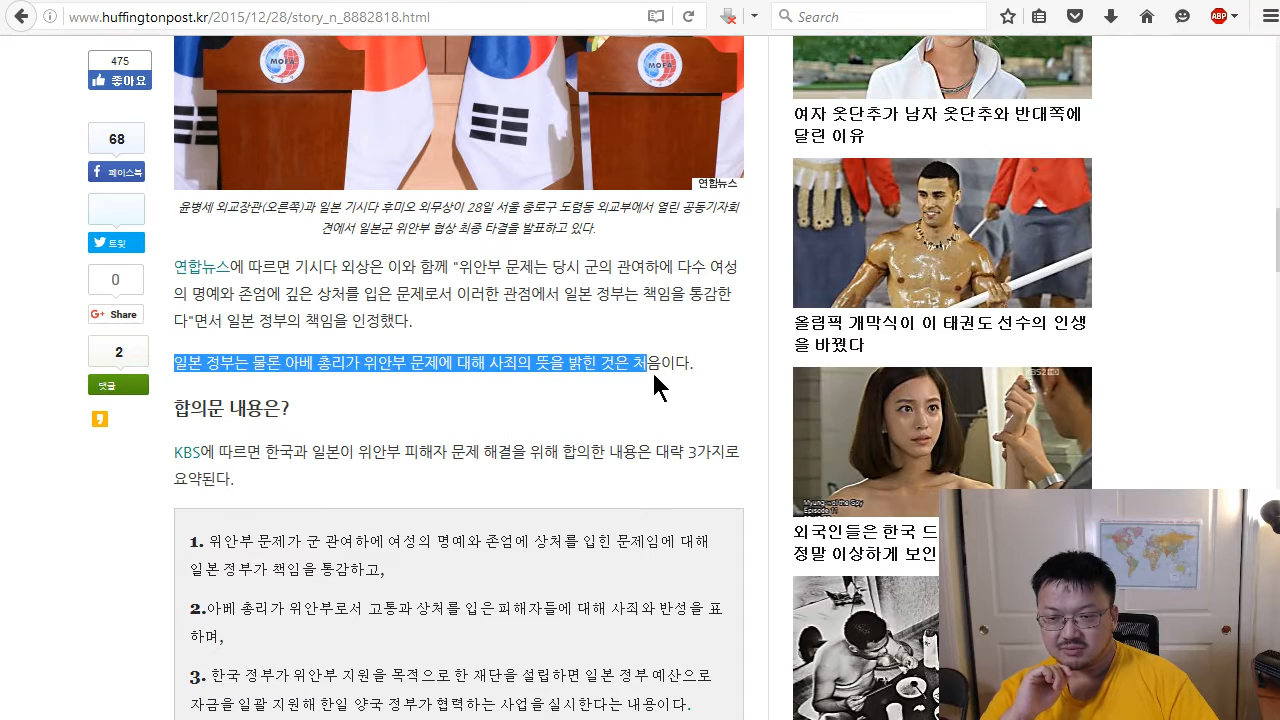 www.huffingtonpost.kr/2015/12/28/story_n_8882818.html
Search
ABP
475
좋아요
68
페이스북
트윗
0
G+ Share
2
댓글
MOFA
MOFA
연합뉴스
윤병세 외교장관(오른쪽)과 일본 기시다 후미오 외무상이 28일 서울 종로구 도렴동 외교부에서 열린 공동기자회
견에서 일본군 위안부 협상 최종 타결을 발표하고 있다.
연합뉴스에 따르면 기시다 외상은 이와 함께 "위안부 문제는 당시 군의 관여하에 다수 여성
의 명예와 존엄에 깊은 상처를 입은 문제로서 이러한 관점에서 일본 정부는 책임을 통감한
다"면서 일본 정부의 책임을 인정했다.
일본 정부는 물론 아베 총리가 위안부 문제에 대해 사죄의 뜻을 밝힌 것은 처음이다.
합의문 내용은?
KBS에 따르면 한국과 일본이 위안부 피해자 문제 해결을 위해 합의한 내용은 대략 3가지로
요약된다.
1. 위안부 문제가 군 관여하에 여성의 명예와 존엄에 상처를 입힌 문제임에 대해
일본 정부가 책임을 통감하고,
2.아베 총리가 위안부로서 고통과 상처를 입은 피해자들에 대해 사죄와 반성을 표
하며,
3. 한국 정부가 위안부 지원을 목적으로 한 재단을 설립하면 일본 정부 예산으로
자금을 일괄 지원해 한일 양국 정부가 협력하는 사업을 실시한다는 내용이다.
여자 옷단추가 남자 옷단추와 반대쪽에
달린 이유
올림픽 개막식이 이 태권도 선수의 인생
을 바꿨다
KBS2 HD
Myung wol the Spy
Episode 11
외국인들은 한국 드
정말 이상하게 보인